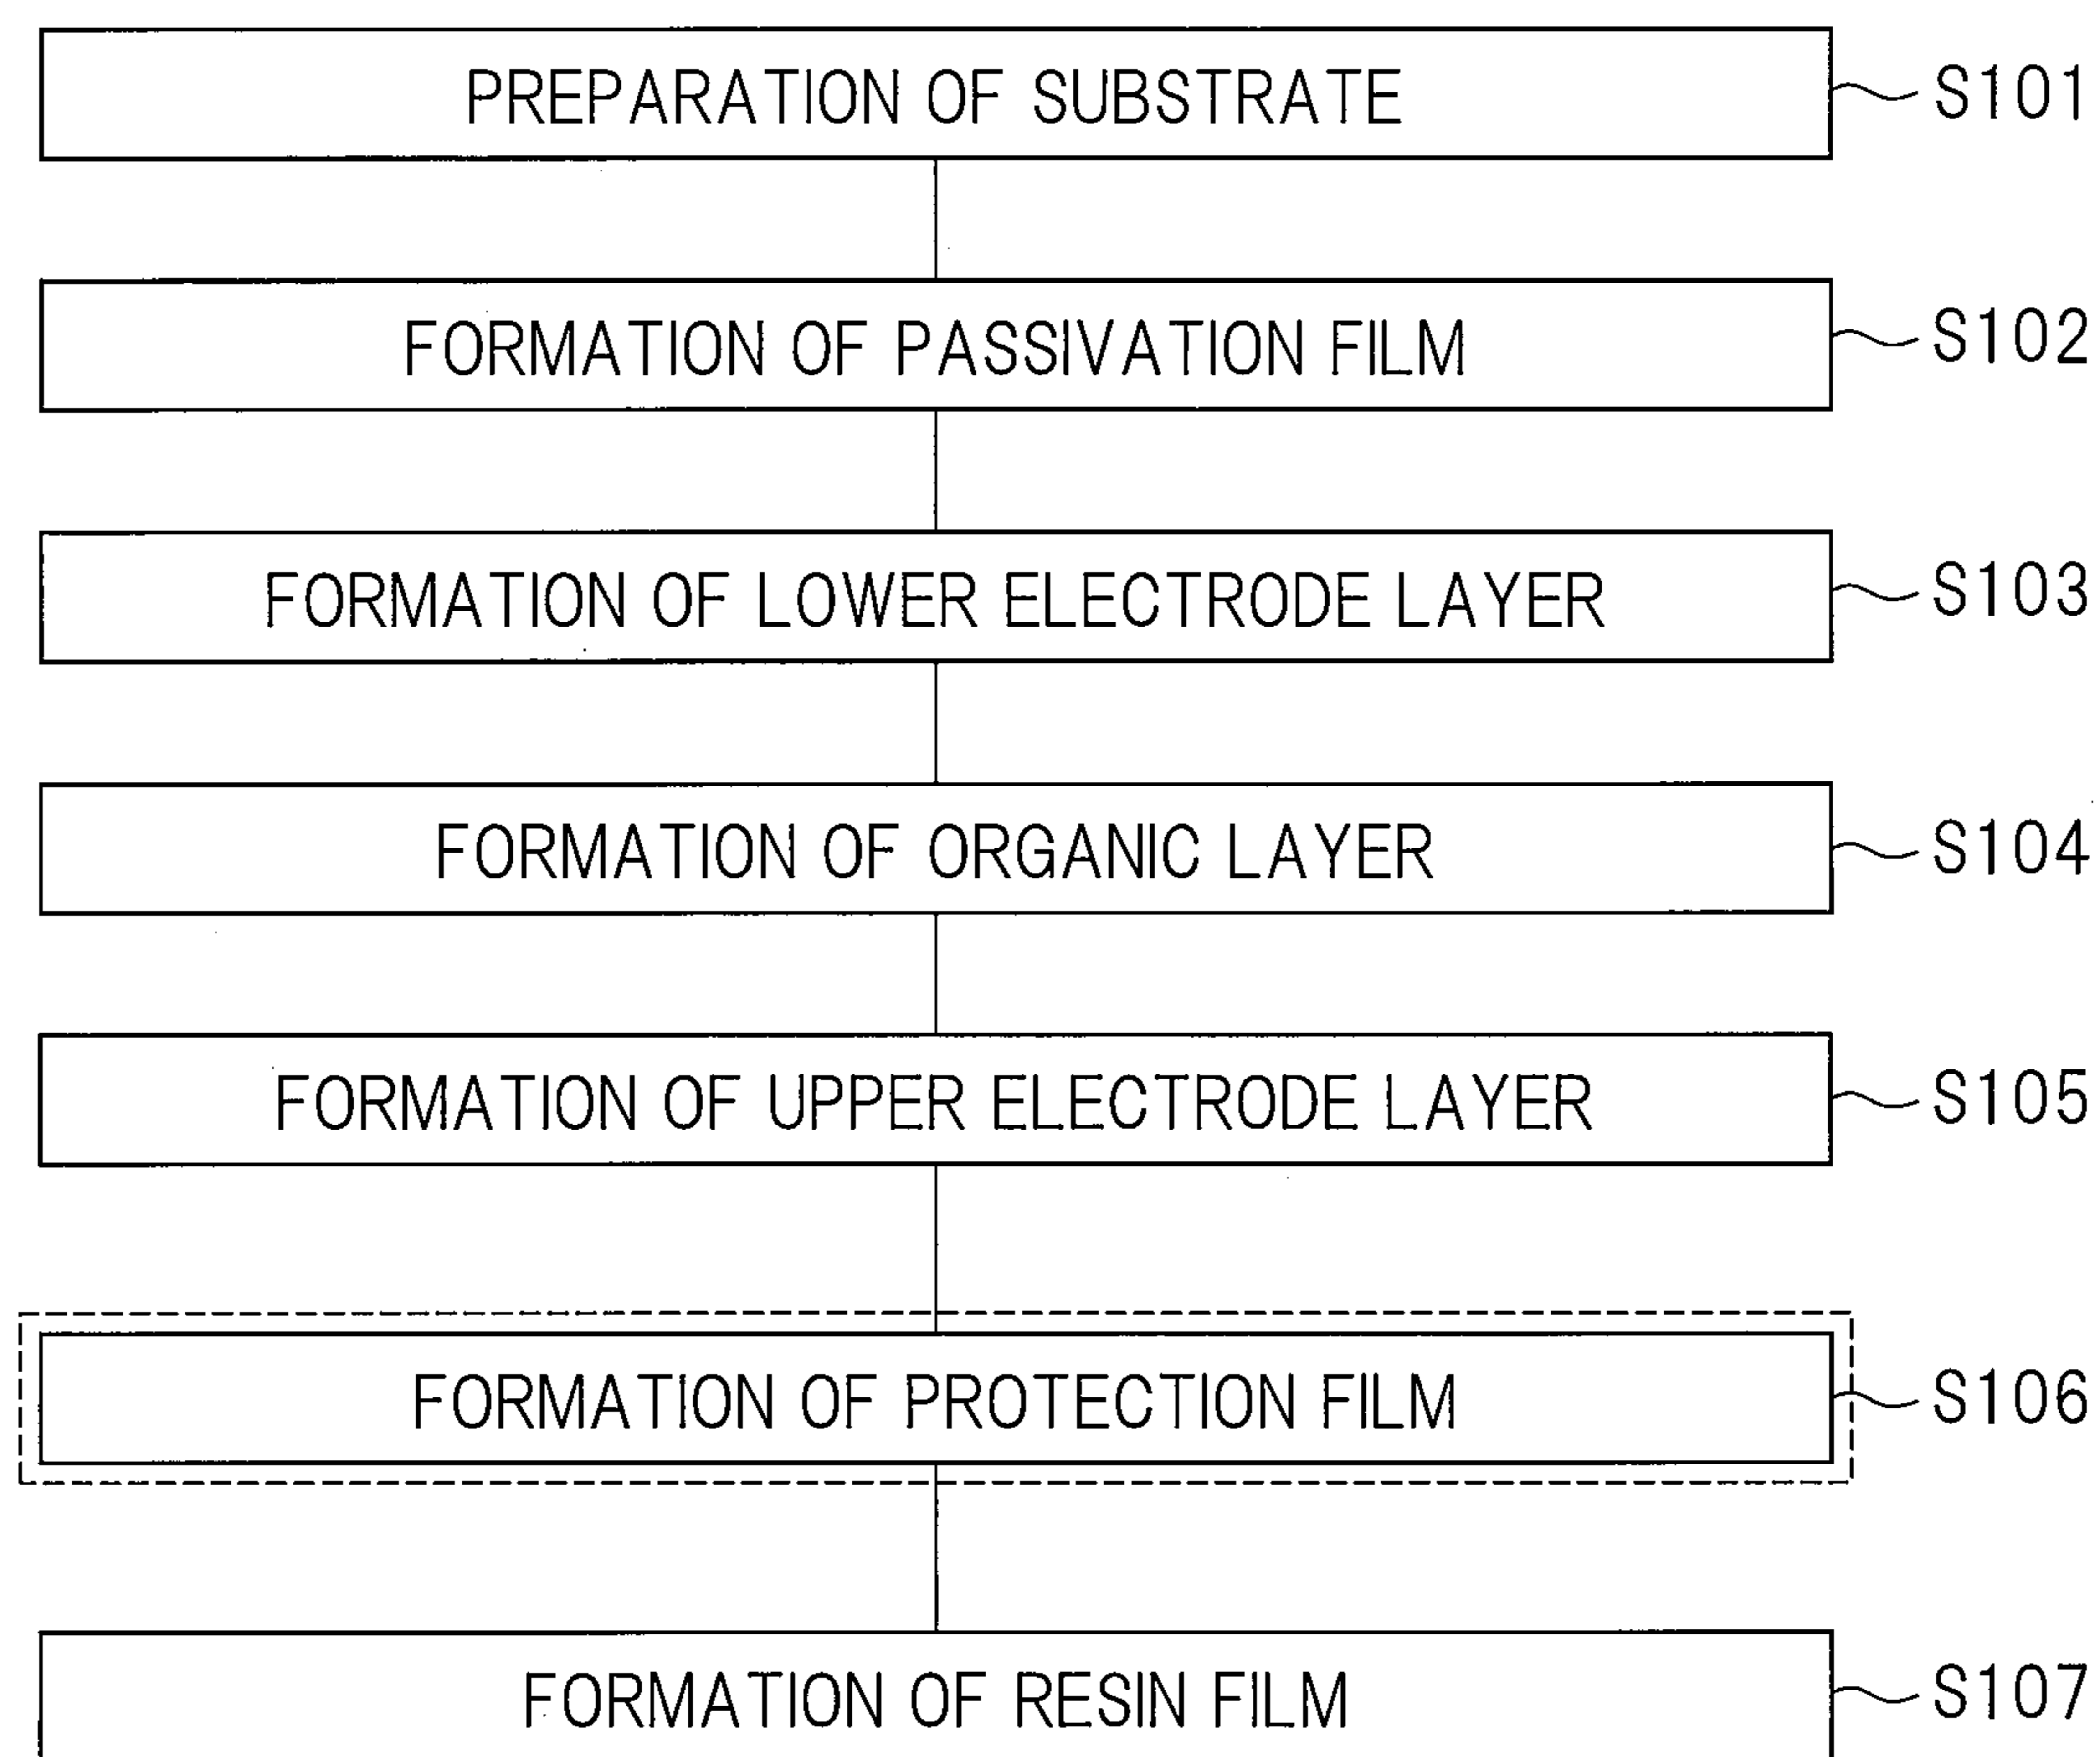 PREPARATION OF SUBSTRATE S101
FORMATION OF PASSIVATION FILM S102
FORMATION OF LOWER ELECTRODE LAYER S103
FORMATION OF ORGANIC LAYER S104
FORMATION OF UPPER ELECTRODE LAYER S105
FORMATION OF PROTECTION FILM S106
FORMATION OF RESIN FILM S107